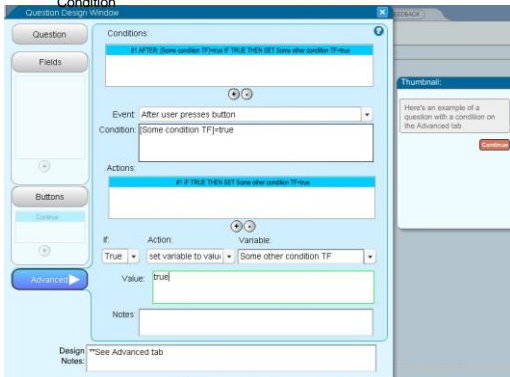 Condition
Question Design Window
FEEDBACK
Question
Fields
Buttons
Continue
Advanced
Conditions:
#1 AFTER: [Some condition TF]=true IF TRUE THEN SET Some other condition TF=true
Event: After user presses button
Condition: [Some condition TF]=true
Actions:
#1 IF TRUE THEN SET Some other condition TF=true
If: Action: Variable:
True set variable to valu Some other condition TF
Value: true
Notes:
Design Notes: **See Advanced tab
Thumbnail:
Here's an example of a
question with a condition on
the Advanced tab
Continue